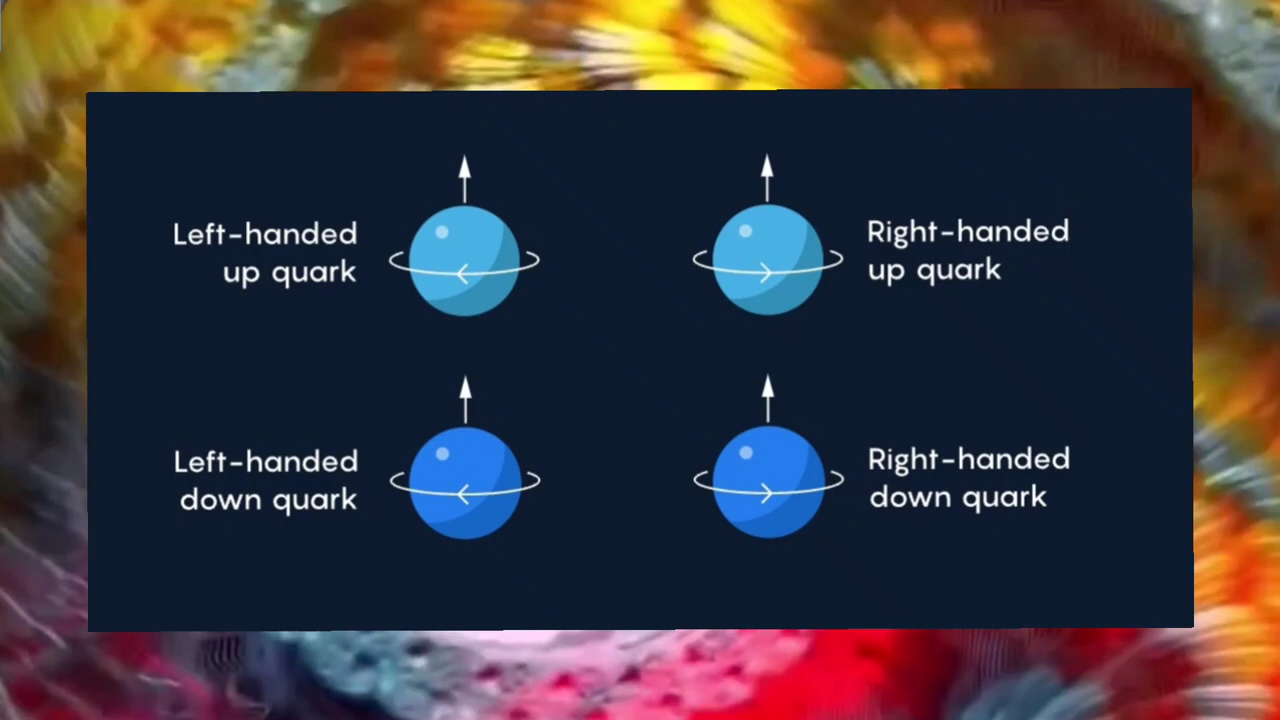 Left-handed
up quark
Right-handed
up quark
Left-handed
down quark
Right-handed
down quark